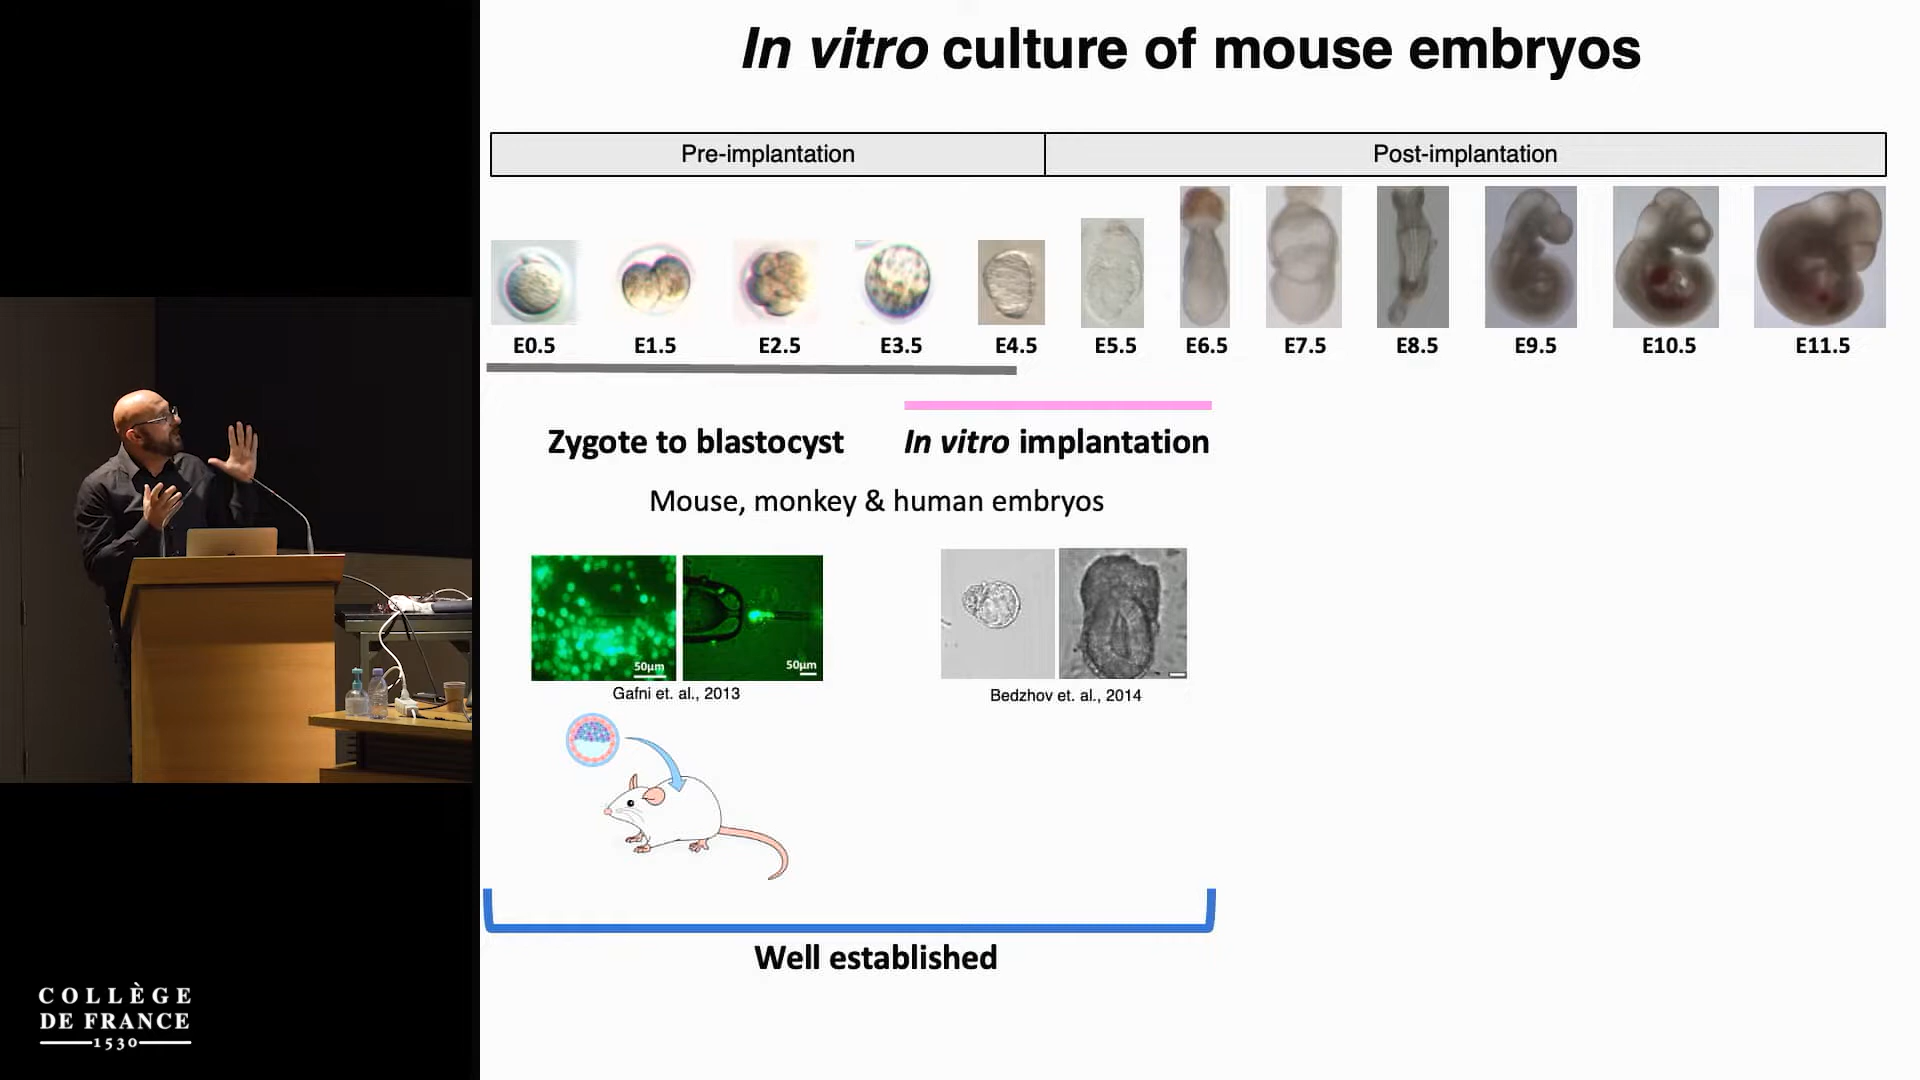 In vitro culture of mouse embryos
Pre-implantation
Post-implantation
E0.5
E1.5
E2.5
E3.5
E4.5
E5.5
E6.5
E7.5
E8.5
E9.5
E10.5
E11.5
Zygote to blastocyst
In vitro implantation
Mouse, monkey & human embryos
50µm
50µm
Gafni et. al., 2013
Bedzhov et. al., 2014
Well established
COLLÈGE
DE FRANCE
1530